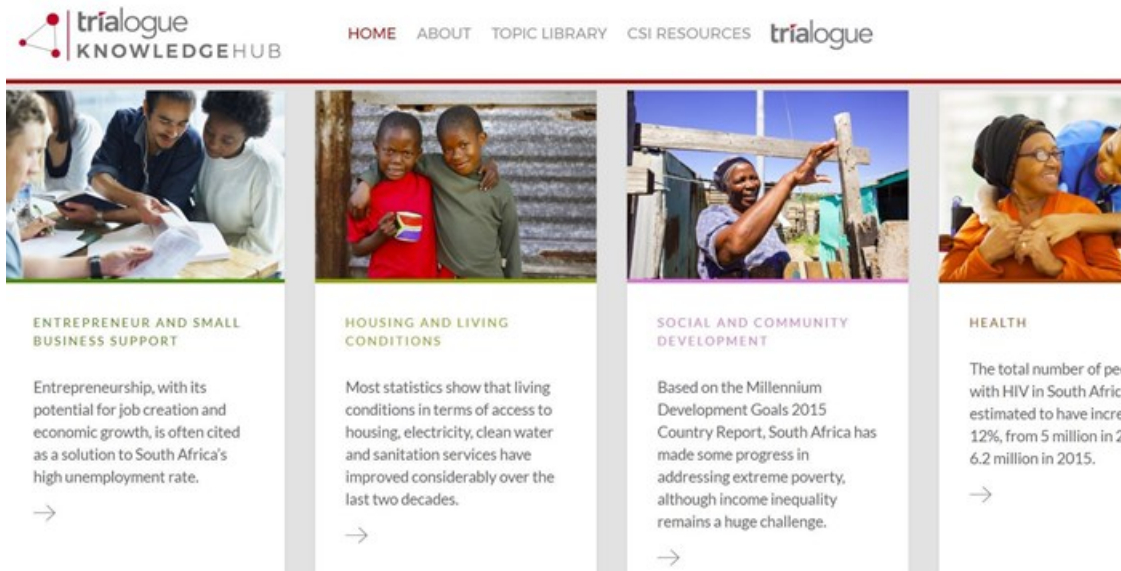 trialogue
KNOWLEDGEHUB
HOME ABOUT TOPIC LIBRARY CSI RESOURCES trialogue
ENTREPRENEUR AND SMALL
BUSINESS SUPPORT
Entrepreneurship, with its
potential for job creation and
economic growth, is often cited
as a solution to South Africa's
high unemployment rate.
HOUSING AND LIVING
CONDITIONS
Most statistics show that living
conditions in terms of access to
housing, electricity, clean water
and sanitation services have
improved considerably over the
last two decades.
SOCIAL AND COMMUNITY
DEVELOPMENT
Based on the Millennium
Development Goals 2015
Country Report, South Africa has
made some progress in
addressing extreme poverty,
although income inequality
remains a huge challenge.
HEALTH
The total number of
with HIV in South
estimated to have
12%, from 5 million in
6.2 million in 2015.